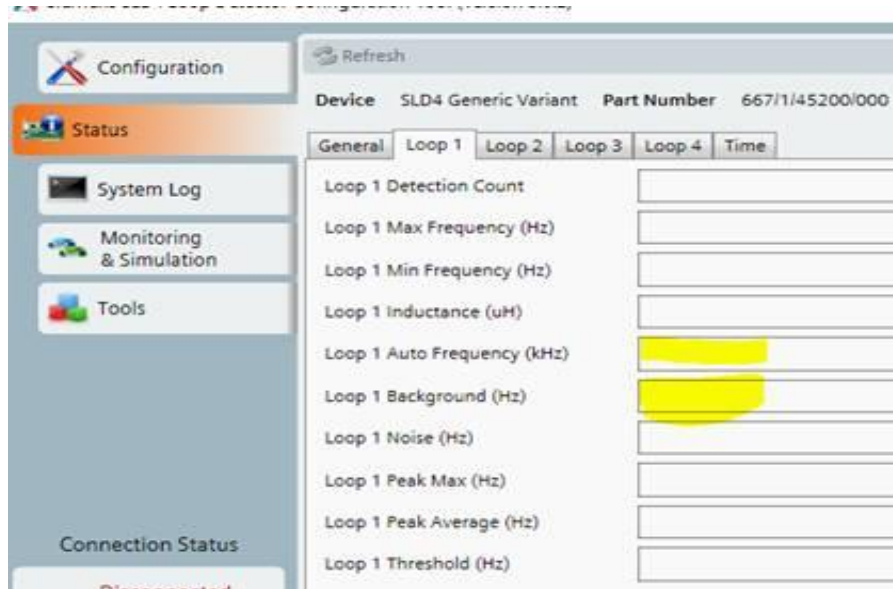 Configuration
Status
System Log
Monitoring
& Simulation
Tools
Connection Status
Refresh
Device SLD4 Generic Variant Part Number 667/1/45200/000
General Loop 1 Loop 2 Loop 3 Loop 4 Time
Loop 1 Detection Count
Loop 1 Max Frequency (Hz)
Loop 1 Min Frequency (Hz)
Loop 1 Inductance (uH)
Loop 1 Auto Frequency (kHz)
Loop 1 Background (Hz)
Loop 1 Noise (Hz)
Loop 1 Peak Max (Hz)
Loop 1 Peak Average (Hz)
Loop 1 Threshold (Hz)